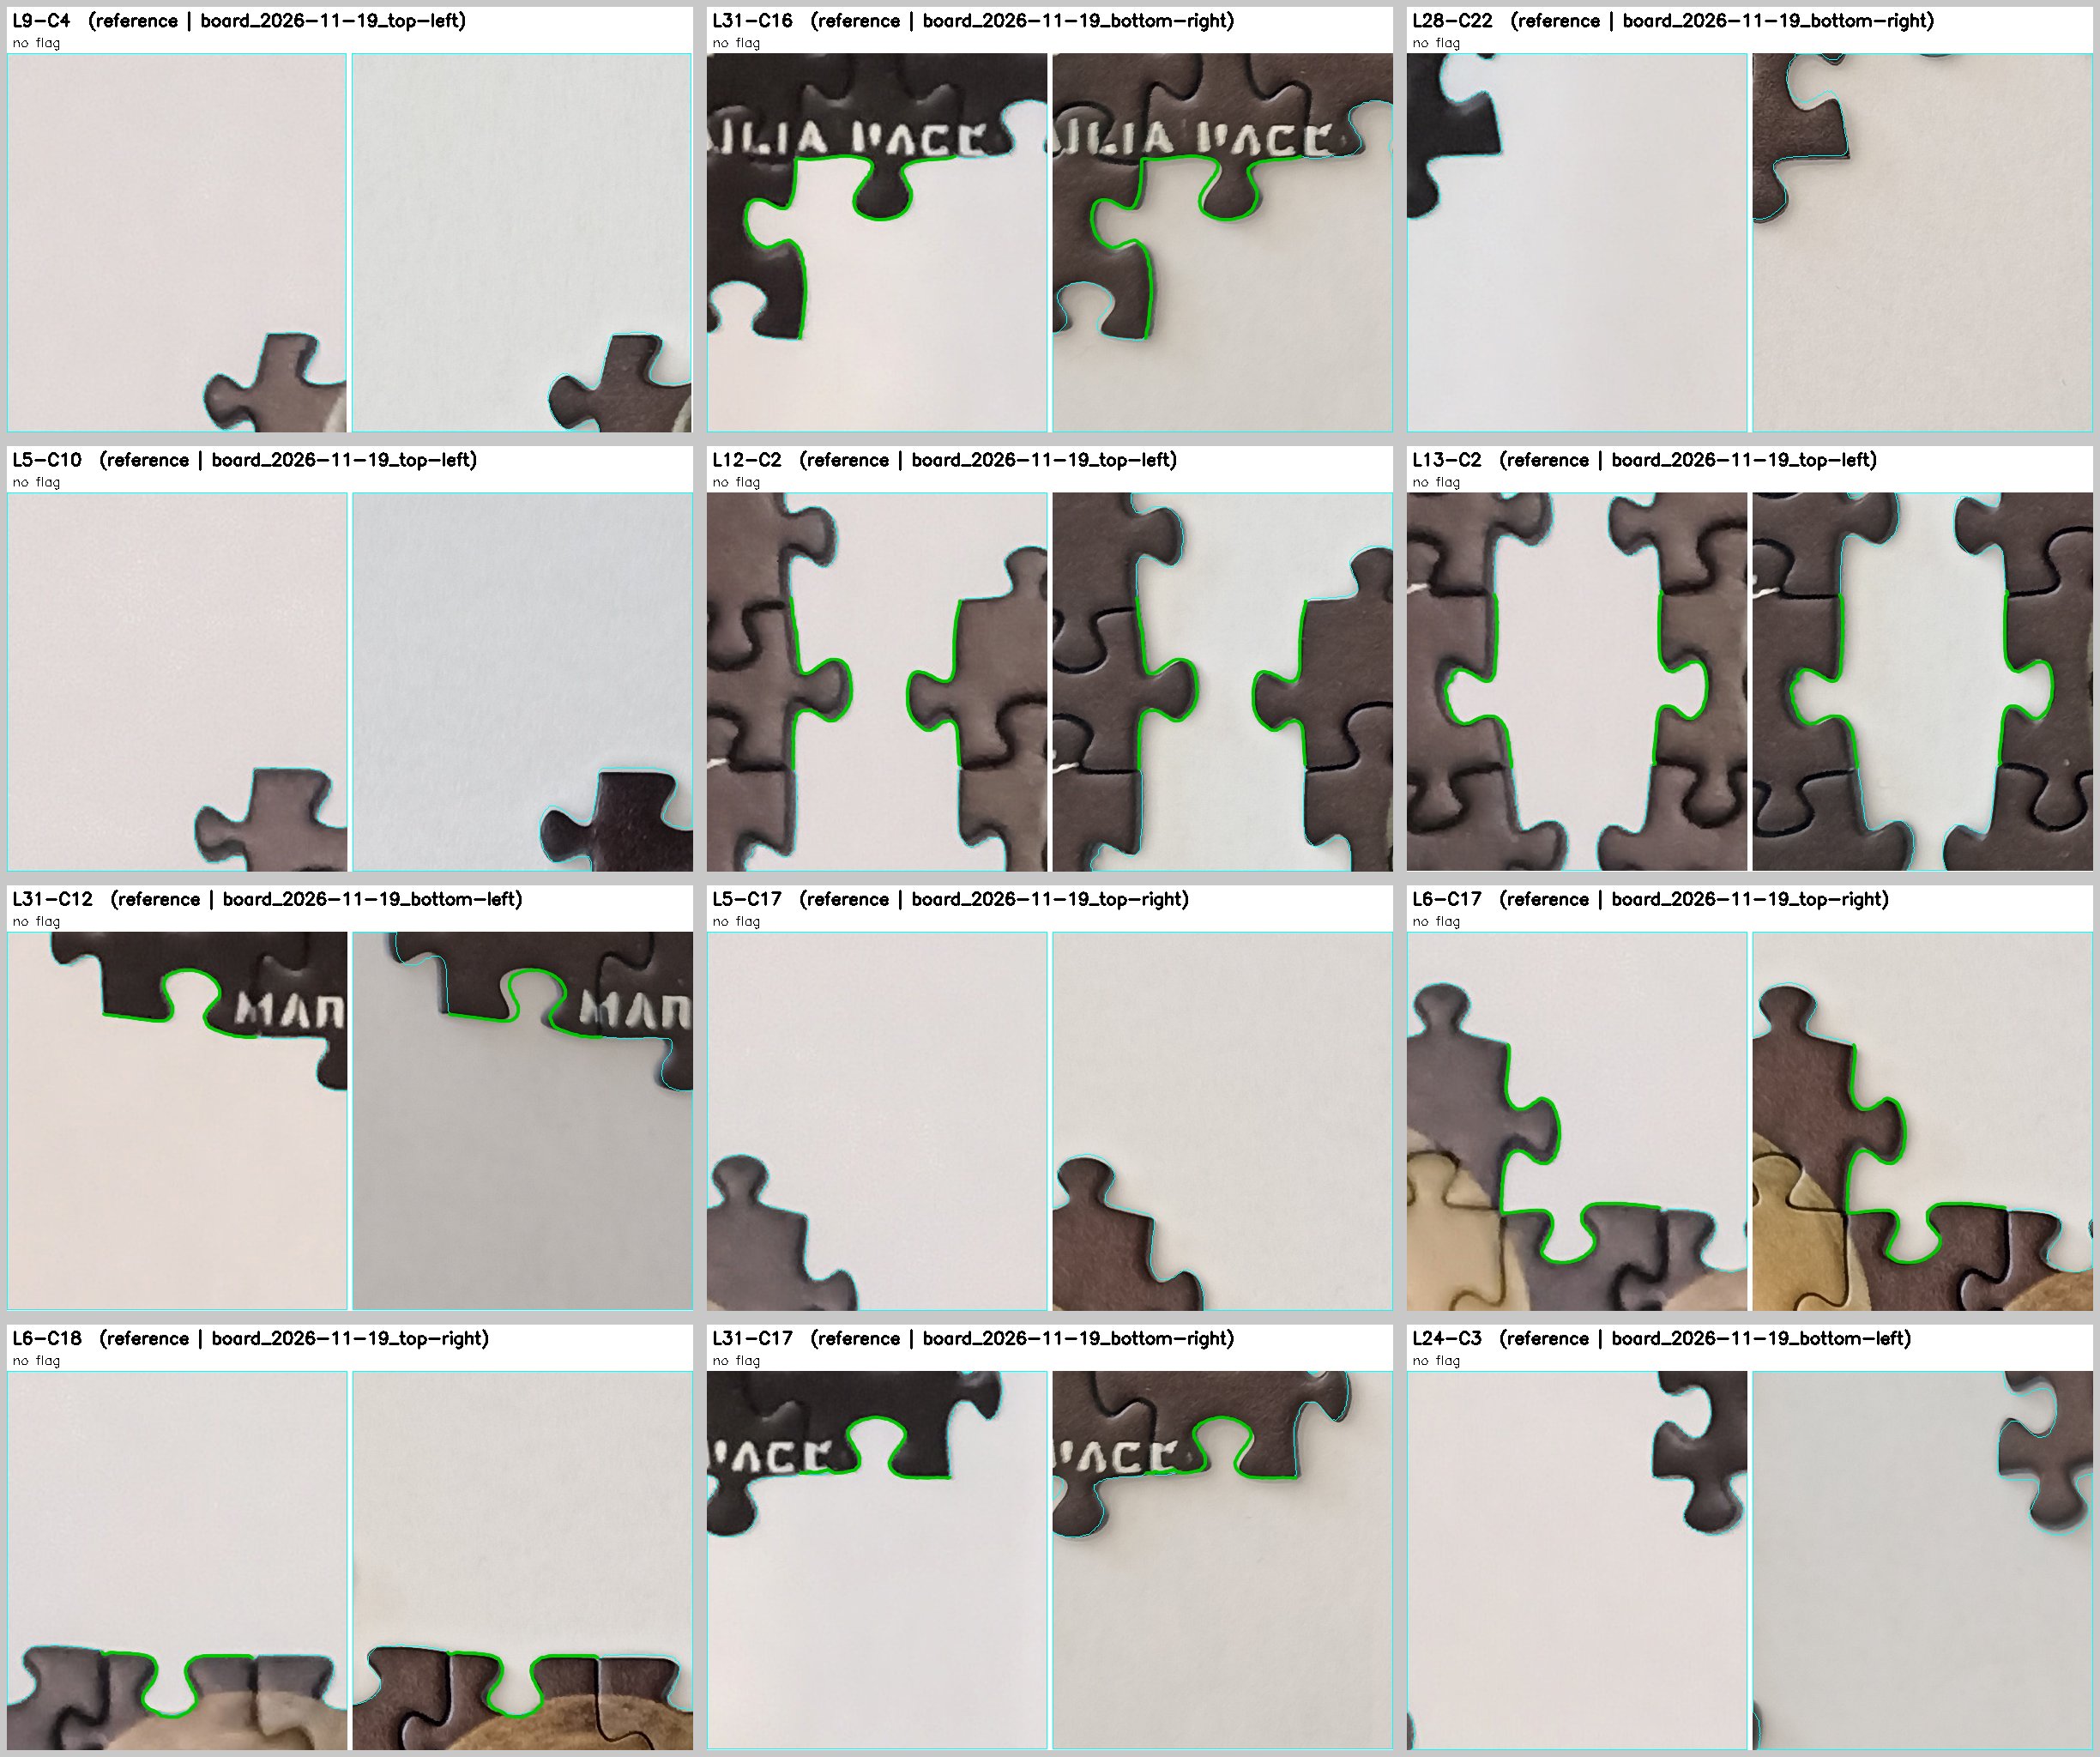 L9-C4 (reference | board_2026-11-19_top-left)
no flag
L31-C16 (reference | board_2026-11-19_bottom-right)
no flag
L28-C22 (reference | board_2026-11-19_bottom-right)
no flag
L5-C10 (reference | board_2026-11-19_top-left)
no flag
L12-C2 (reference | board_2026-11-19_top-left)
no flag
L13-C2 (reference | board_2026-11-19_top-left)
no flag
L31-C12 (reference | board_2026-11-19_bottom-left)
no flag
L5-C17 (reference | board_2026-11-19_top-right)
no flag
L6-C17 (reference | board_2026-11-19_top-right)
no flag
L6-C18 (reference | board_2026-11-19_top-right)
no flag
L31-C17 (reference | board_2026-11-19_bottom-right)
no flag
L24-C3 (reference | board_2026-11-19_bottom-left)
no flag